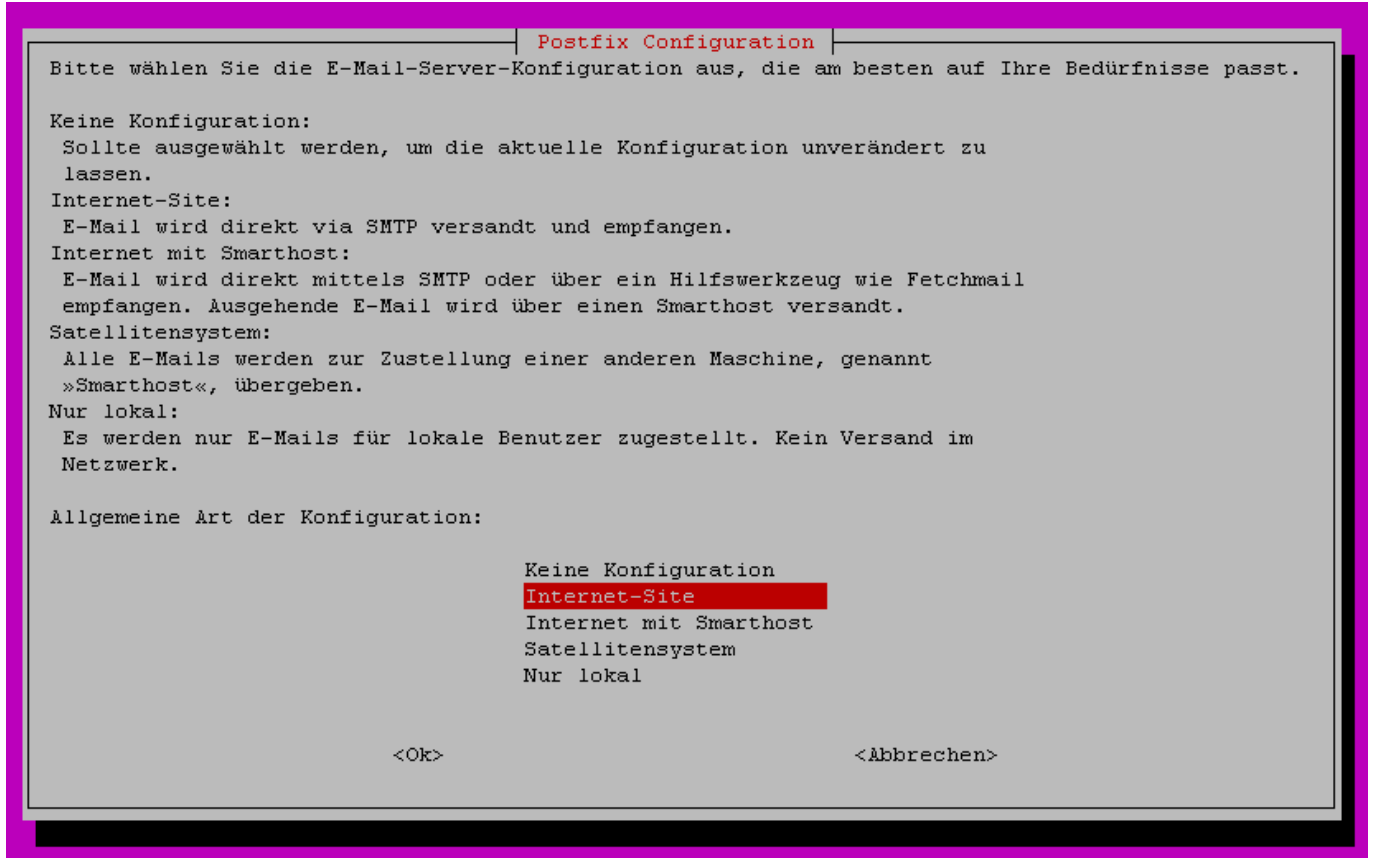 Postfix Configuration
Bitte wählen Sie die E-Mail-Server-Konfiguration aus, die am besten auf Ihre Bedürfnisse passt.
Keine Konfiguration:
Sollte ausgewählt werden, um die aktuelle Konfiguration unverändert zu
lassen.
Internet-Site:
E-Mail wird direkt via SMTP versandt und empfangen.
Internet mit Smarthost:
E-Mail wird direkt mittels SMTP oder über ein Hilfswerkzeug wie Fetchmail
empfangen. Ausgehende E-Mail wird über einen Smarthost versandt.
Satellitensystem:
Alle E-Mails werden zur Zustellung einer anderen Maschine, genannt
»Smarthost«, übergeben.
Nur lokal:
Es werden nur E-Mails für lokale Benutzer zugestellt. Kein Versand im
Netzwerk.
Allgemeine Art der Konfiguration:
Keine Konfiguration
Internet-Site
Internet mit Smarthost
Satellitensystem
Nur lokal
<Ok> <Abbrechen>